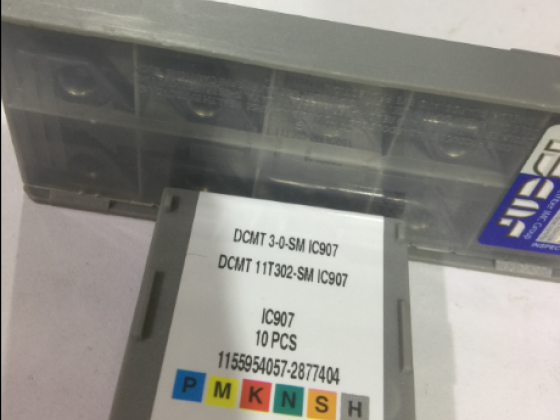 DCMT 3-0-SM IC907
DCMT 11T302-SM IC907
IC907
10 PCS
1155954057-2877404
P M K N S H